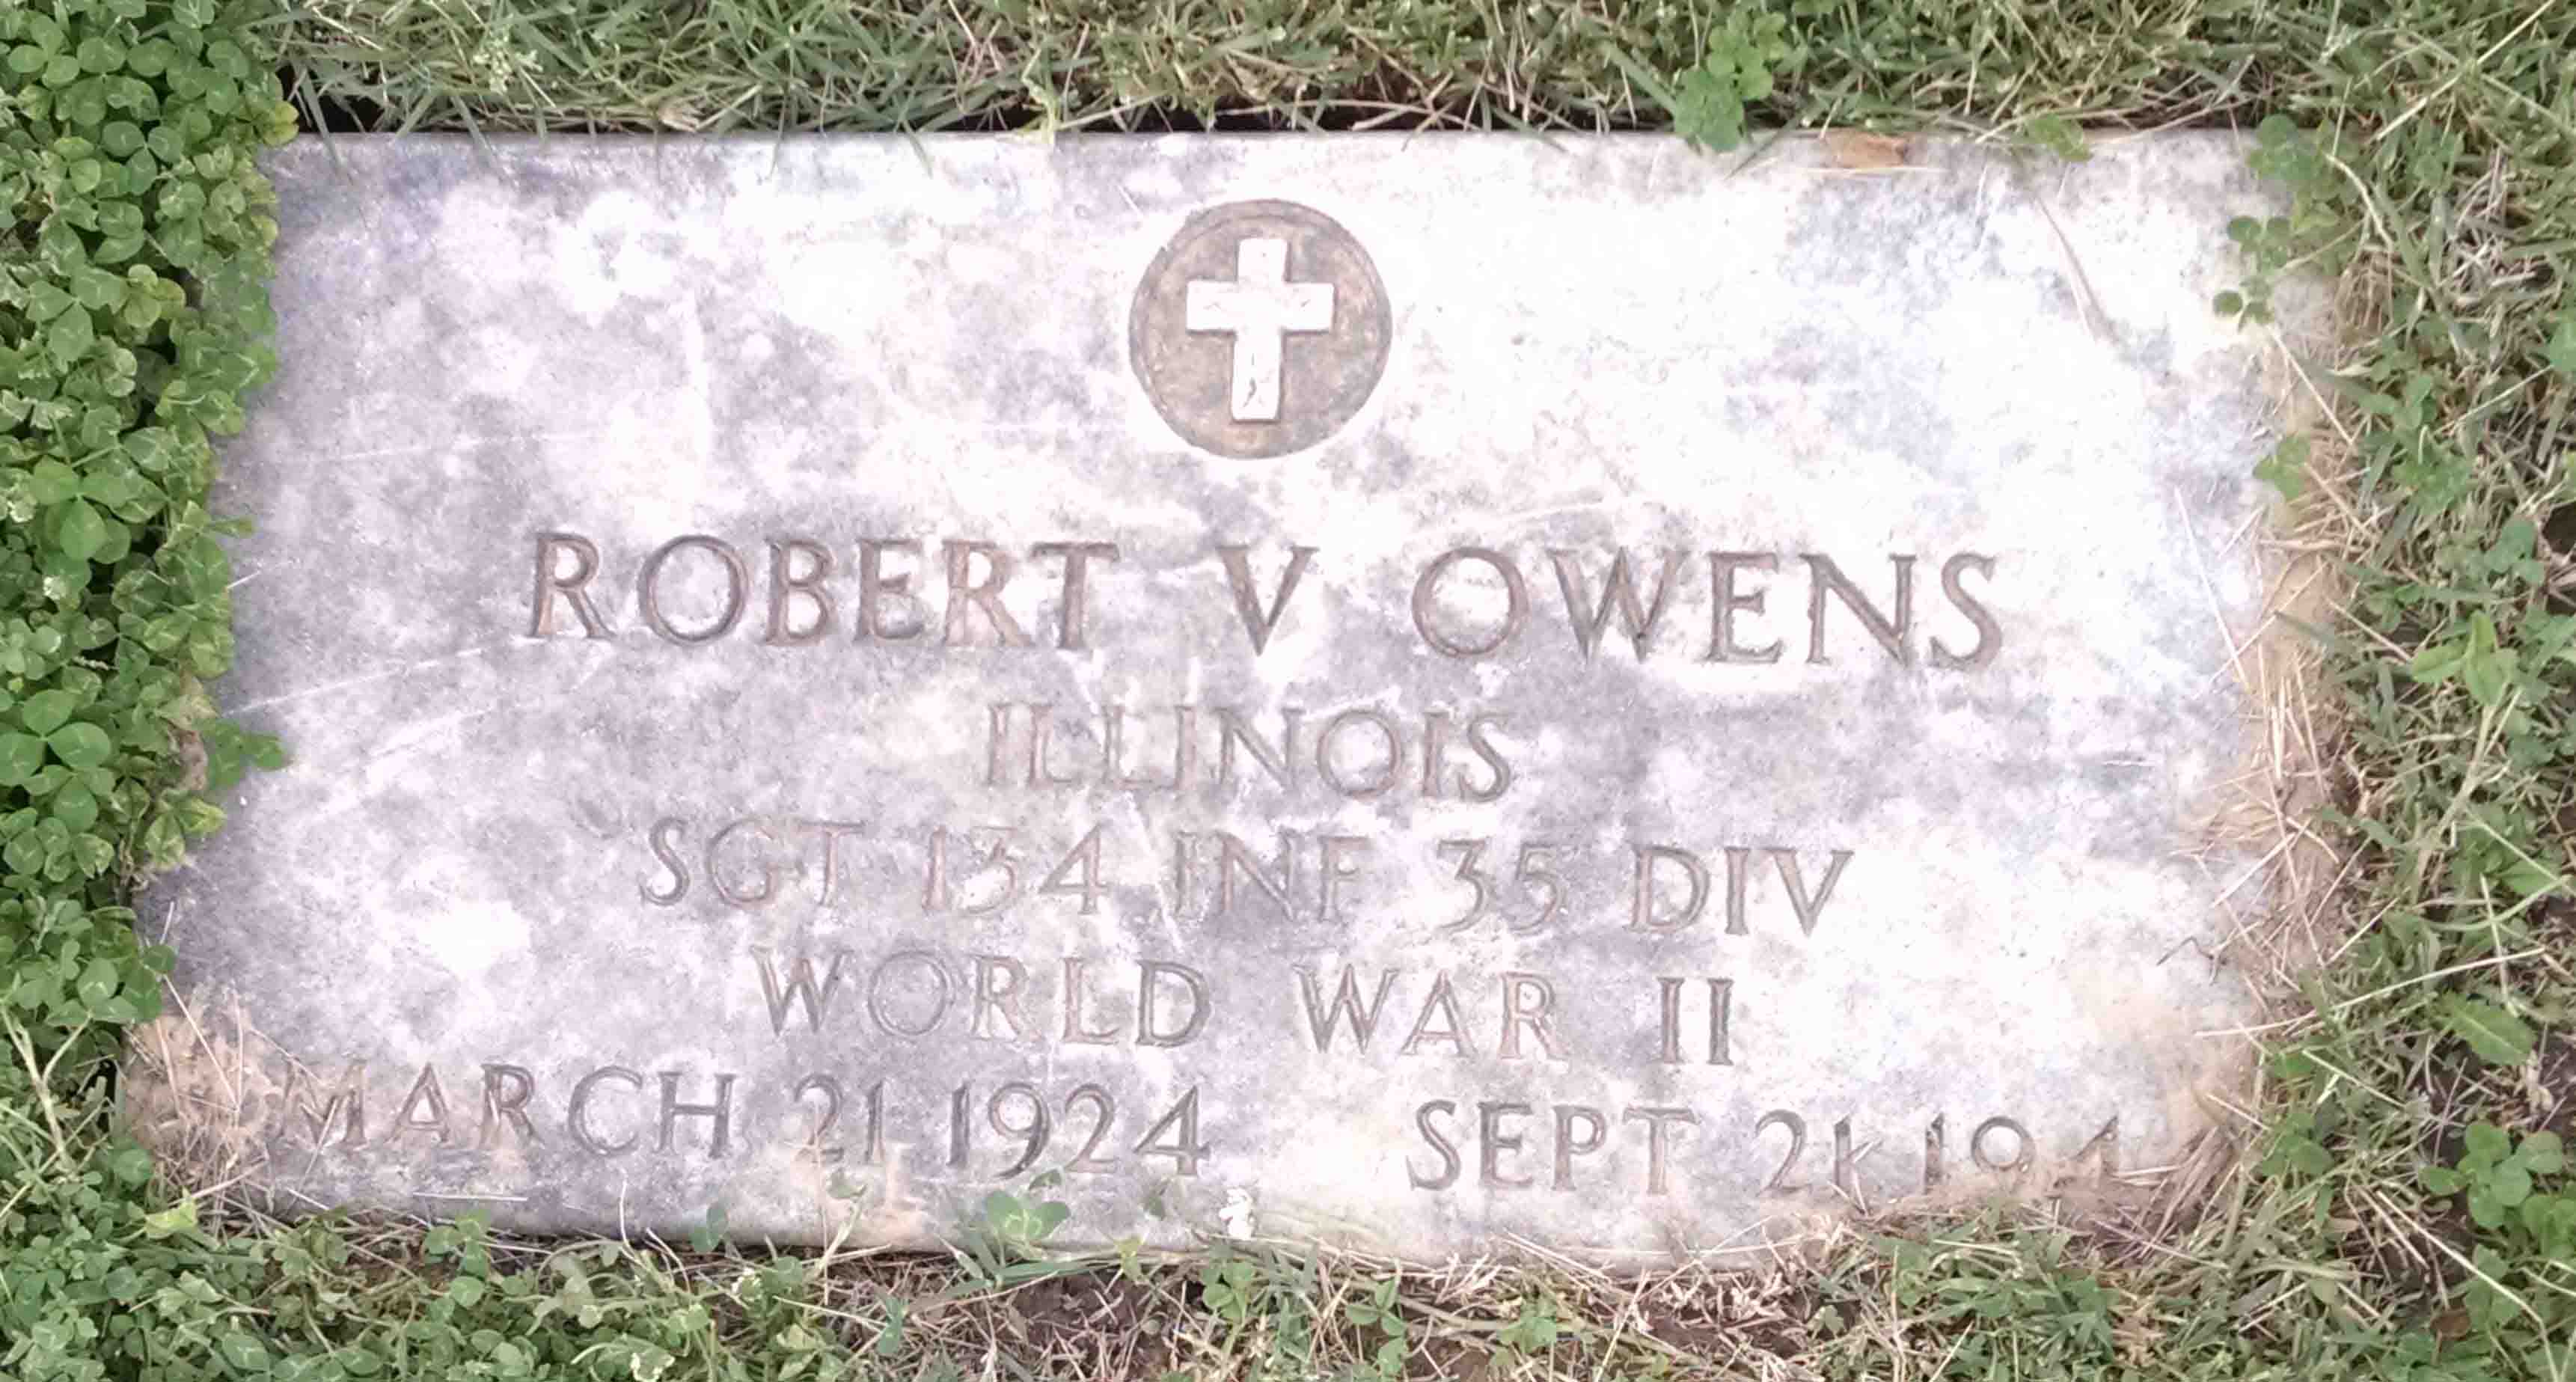 ROBERT V OWENS
ILLINOIS
SGT 134 INF 35 DIV
WORLD WAR II
MARCH 21 1924 SEPT 21